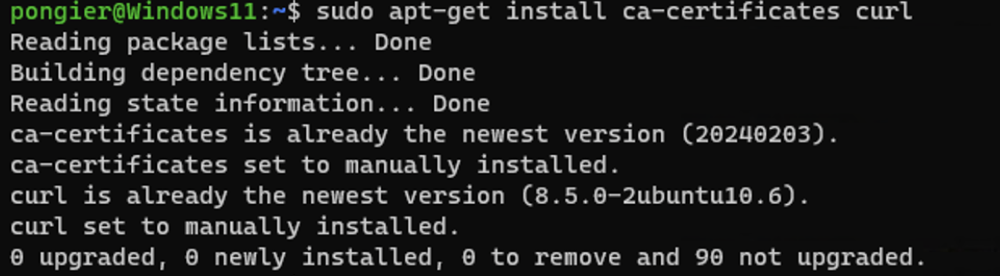 pongier@Windows11:~$ sudo apt-get install ca-certificates curl
Reading package lists... Done
Building dependency tree... Done
Reading state information... Done
ca-certificates is already the newest version (20240203).
ca-certificates set to manually installed.
curl is already the newest version (8.5.0-2ubuntu10.6).
curl set to manually installed.
0 upgraded, 0 newly installed, 0 to remove and 90 not upgraded.